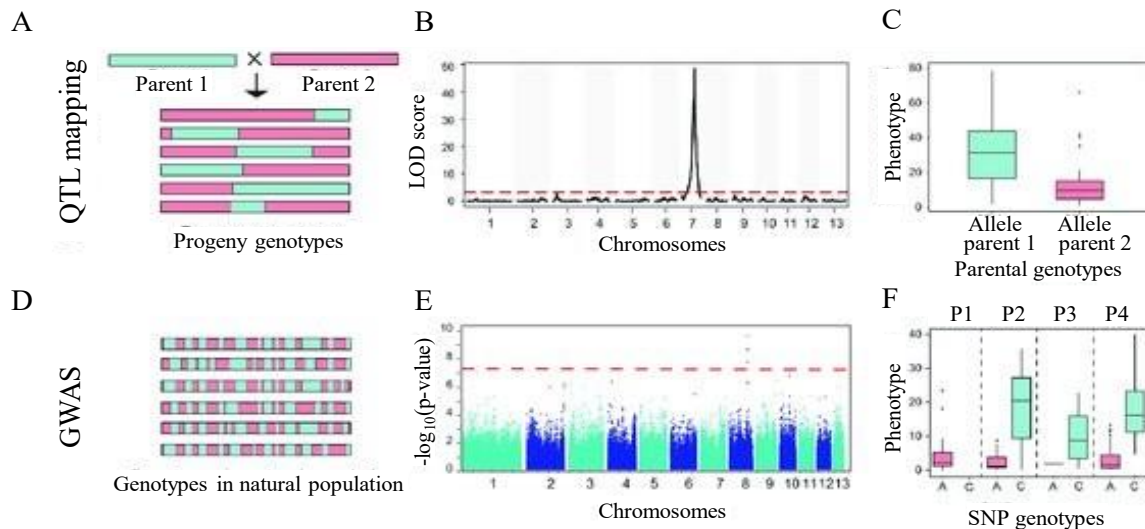 A
QTL mapping
Parent 1
×
Parent 2
Progeny genotypes
B
LOD score
50
40
30
20
10
0
1 2 3 4 5 6 7 8 9 10 11 12 13
Chromosomes
C
Phenotype
80
60
40
20
0
Allele parent 1
Allele parent 2
Parental genotypes
D
GWAS
Genotypes in natural population
E
-log10(p-value)
10
8
6
4
2
0
1 2 3 4 5 6 7 8 9 10 11 12 13
Chromosomes
F
P1 P2 P3 P4
Phenotype
40
30
20
10
0
A C A C A C A C
SNP genotypes